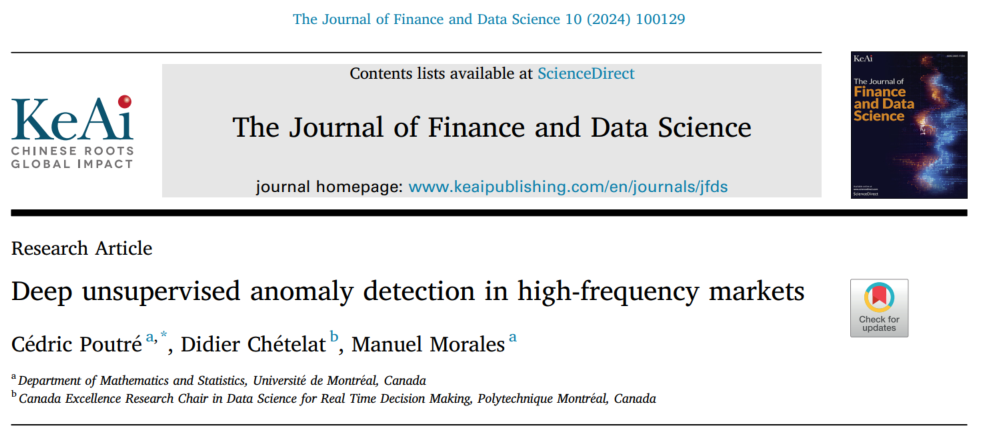 The Journal of Finance and Data Science 10 (2024) 100129
Contents lists available at ScienceDirect
KeAi
CHINESE ROOTS
GLOBAL IMPACT
The Journal of Finance and Data Science
journal homepage: www.keaipublishing.com/en/journals/jfds
KeAi
The Journal of
Finance
and Data
Science
ScienceDirect
Research Article
Deep unsupervised anomaly detection in high-frequency markets
Check for
updates
Cédric Poutré a,*, Didier Chételat b, Manuel Morales a
a Department of Mathematics and Statistics, Université de Montréal, Canada
b Canada Excellence Research Chair in Data Science for Real Time Decision Making, Polytechnique Montréal, Canada